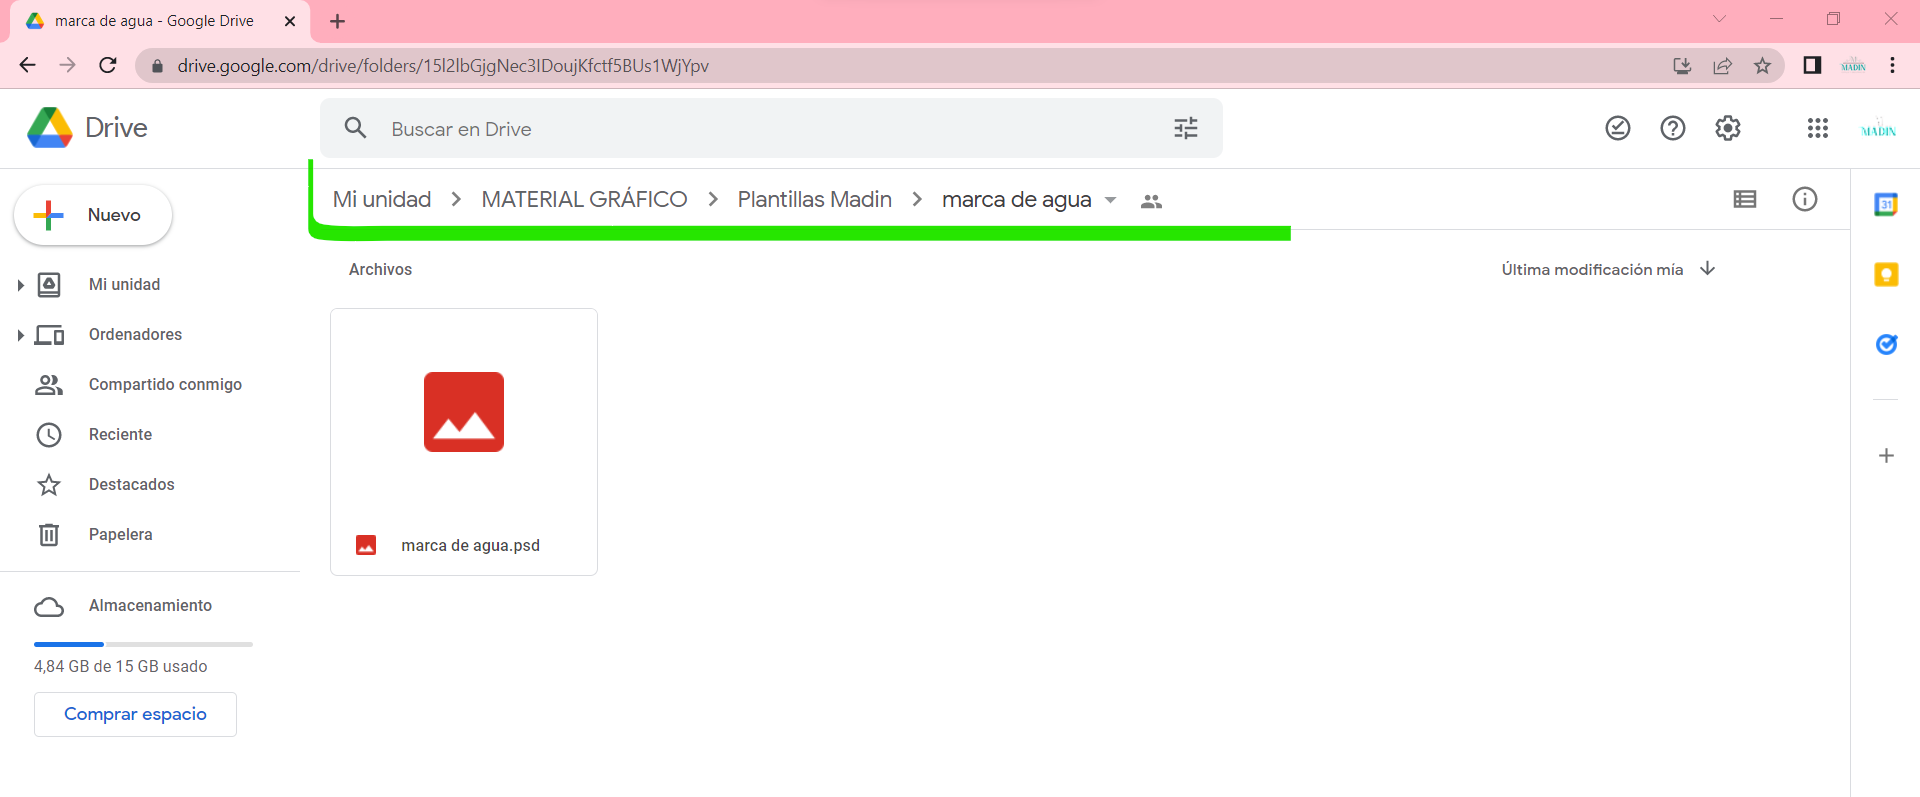 marca de agua - Google Drive
drive.google.com/drive/folders/15l2lbGjgNec3IDoujKfctf5BUs1WjYpv
MADIN
Drive
Buscar en Drive
MADIN
Mi unidad
MATERIAL GRÁFICO
Plantillas Madin
marca de agua
Nuevo
31
Archivos
Última modificación mía
Mi unidad
Ordenadores
Compartido conmigo
Reciente
Destacados
Papelera
marca de agua.psd
Almacenamiento
4,84 GB de 15 GB usado
Comprar espacio